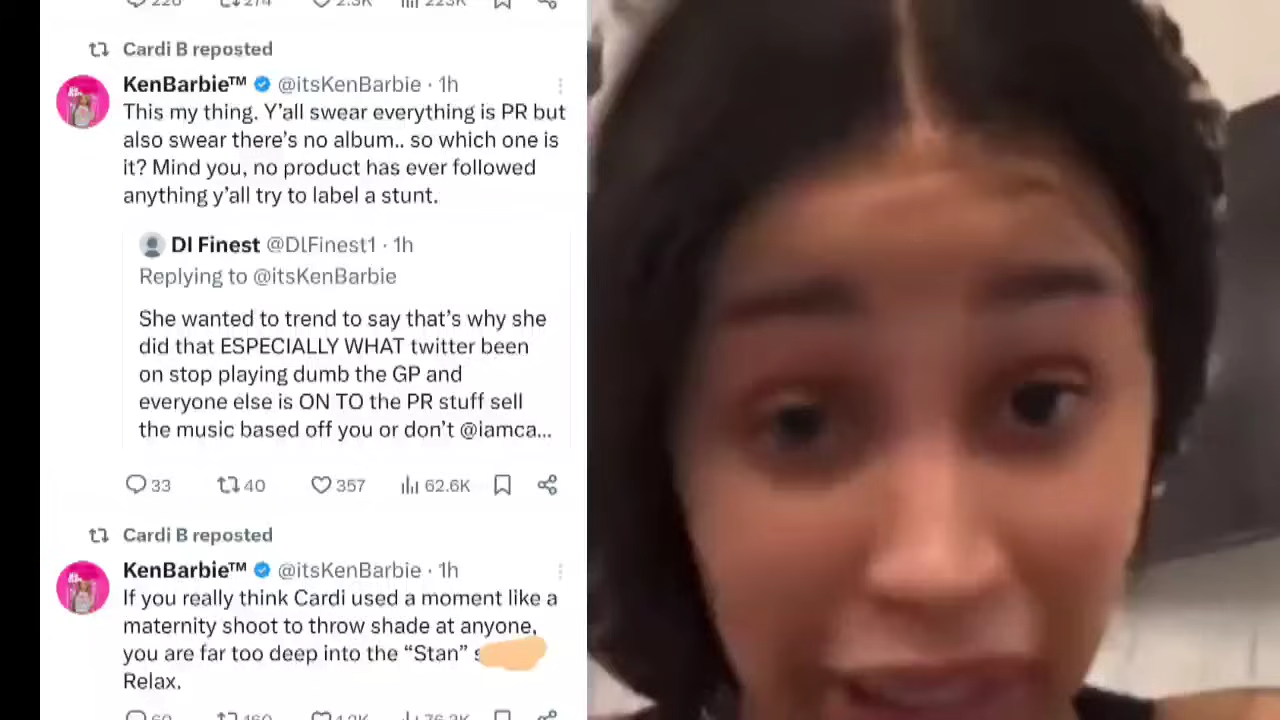 Cardi B reposted
KenBarbie™ @itsKenBarbie · 1h
This my thing. Y’all swear everything is PR but
also swear there’s no album.. so which one is
it? Mind you, no product has ever followed
anything y’all try to label a stunt.
Dl Finest @DlFinest1 · 1h
Replying to @itsKenBarbie
She wanted to trend to say that’s why she
did that ESPECIALLY WHAT twitter been
on stop playing dumb the GP and
everyone else is ON TO the PR stuff sell
the music based off you or don’t @iamca...
33 40 357 62.6K
Cardi B reposted
KenBarbie™ @itsKenBarbie · 1h
If you really think Cardi used a moment like a
maternity shoot to throw shade at anyone,
you are far too deep into the “Stan”
Relax.